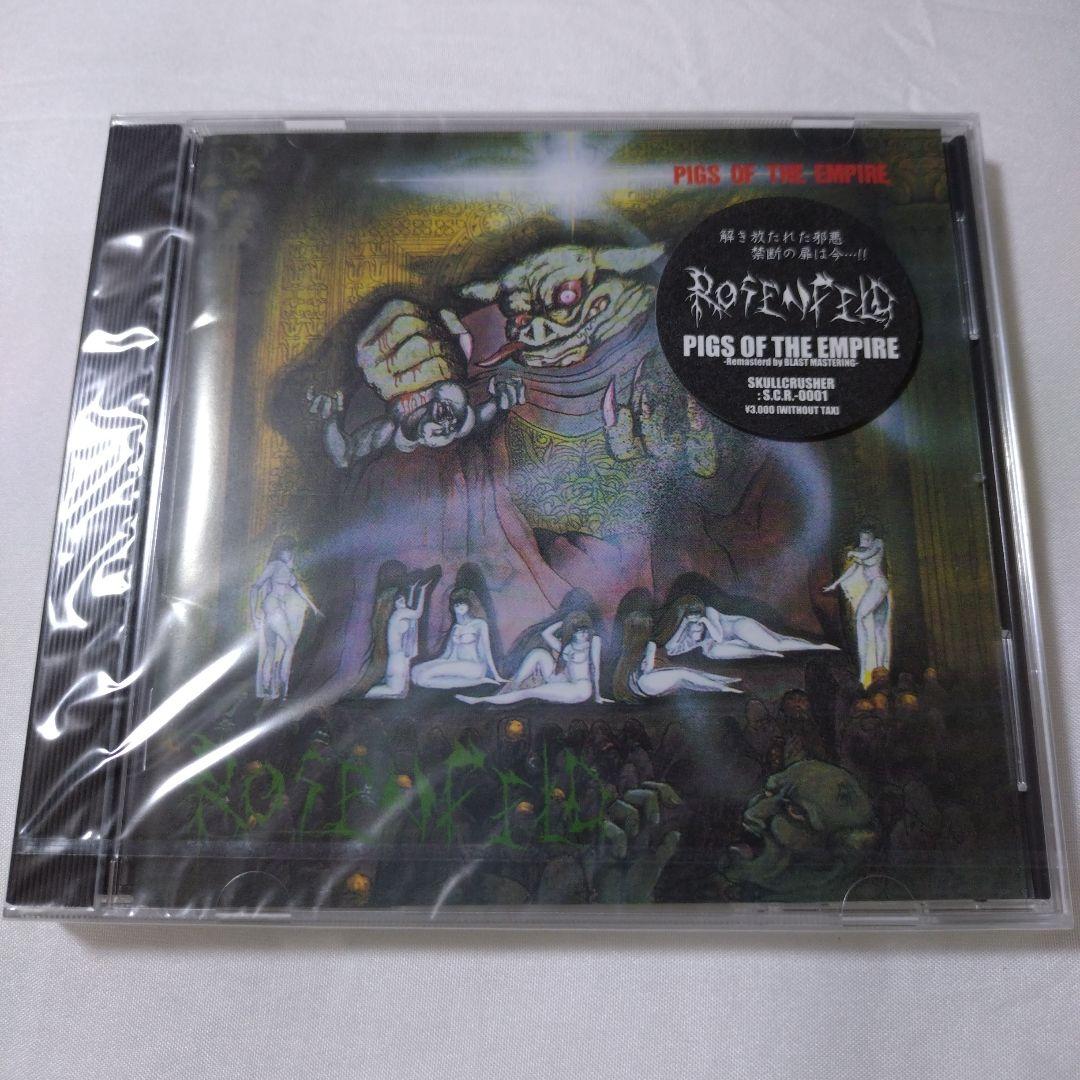 PIGS OF THE EMPIRE
解き放たれた邪悪
禁断の扉は今…!!
ROSENFELD
PIGS OF THE EMPIRE
-Remasterd by BLAST MASTERING-
SKULLCRUSHER
: S.C.R.-0001
¥3.000 [WITHOUT TAX]
ROSENFELD